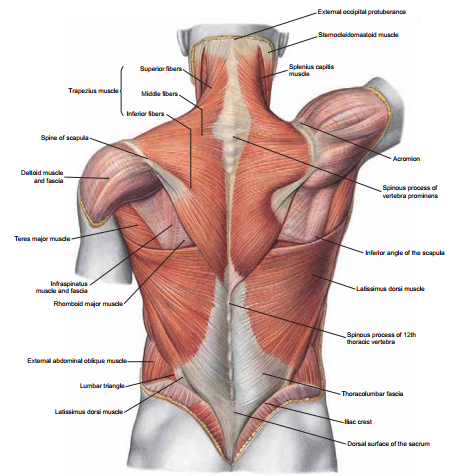 External occipital protuberance
Sternocleidomastoid muscle
Superior fibers
Splenius capitis
muscle
Trapezius muscle
Middle fibers
Inferior fibers
Spine of scapula
Acromion
Deltoid muscle
and fascia
Spinous process of
vertebra prominens
Teres major muscle
Inferior angle of the scapula
Infraspinatus
muscle and fascia
Latissimus dorsi muscle
Rhomboid major muscle
Spinous process of 12th
thoracic vertebra
External abdominal oblique muscle
Lumbar triangle
Thoracolumbar fascia
Latissimus dorsi muscle
Iliac crest
Dorsal surface of the sacrum